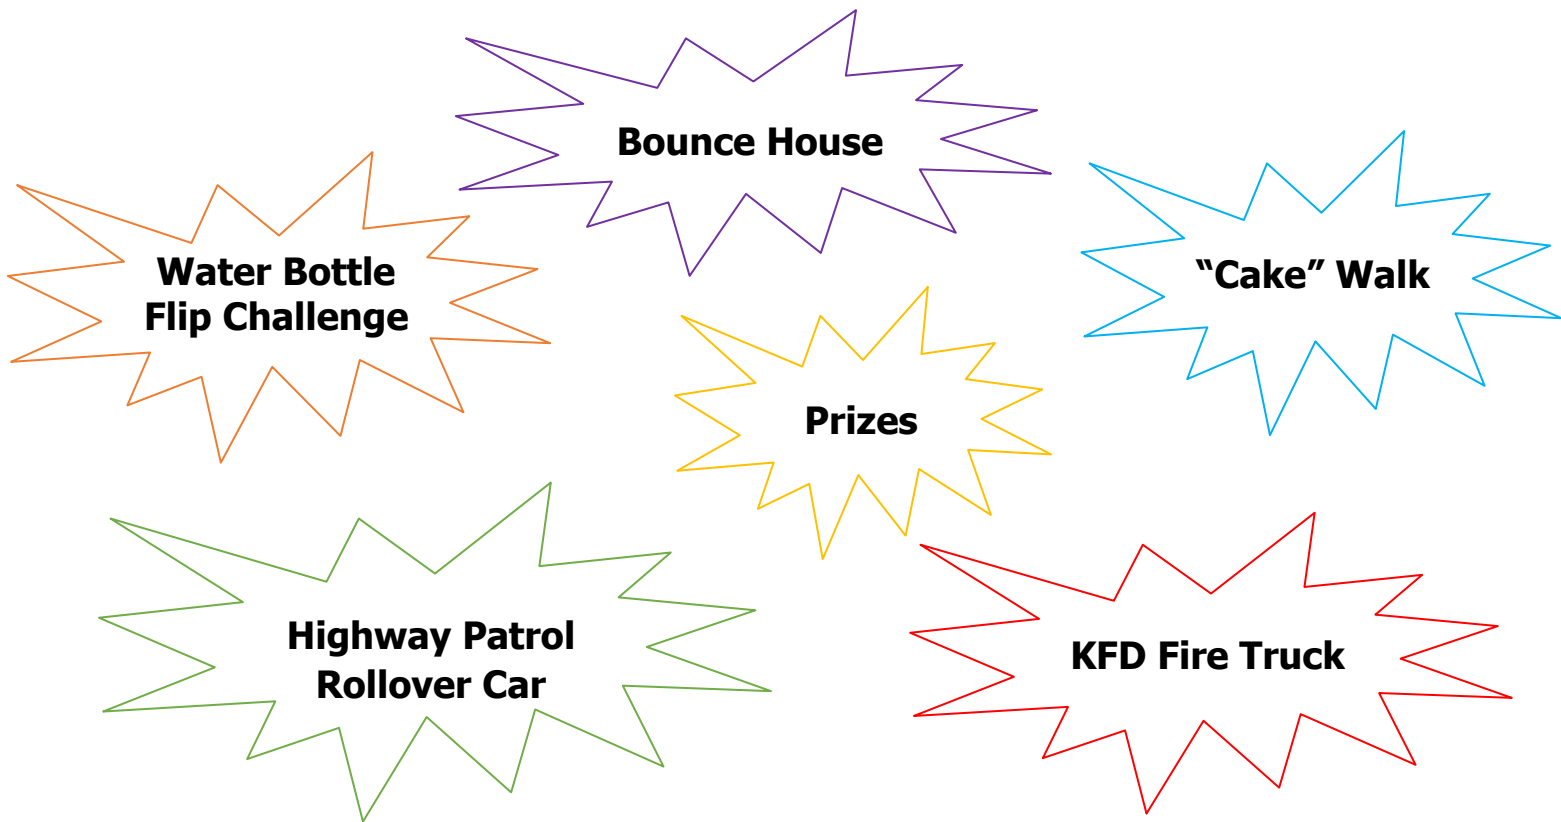 Bounce House
Water Bottle
Flip Challenge
“Cake” Walk
Prizes
Highway Patrol
Rollover Car
KFD Fire Truck